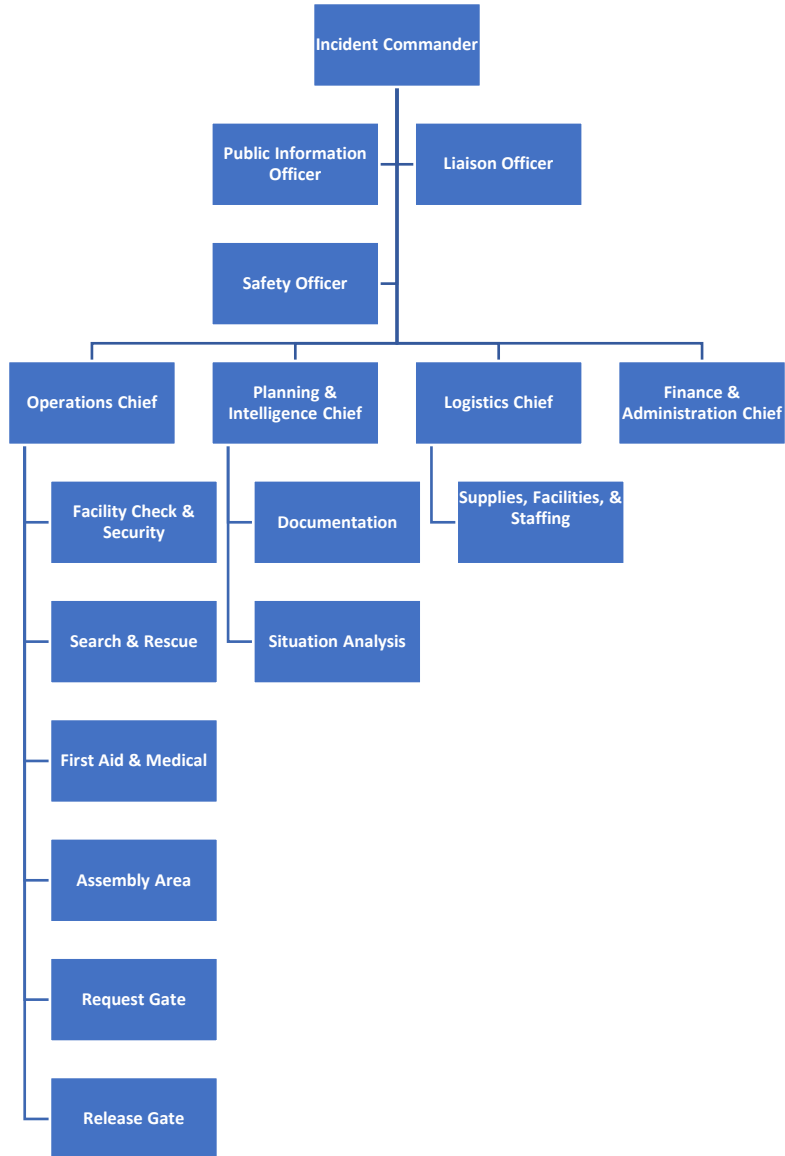 Incident Commander
Public Information
Officer
Liaison Officer
Safety Officer
Operations Chief
Planning &
Intelligence Chief
Logistics Chief
Finance &
Administration Chief
Facility Check &
Security
Documentation
Supplies, Facilities, &
Staffing
Search & Rescue
Situation Analysis
First Aid & Medical
Assembly Area
Request Gate
Release Gate